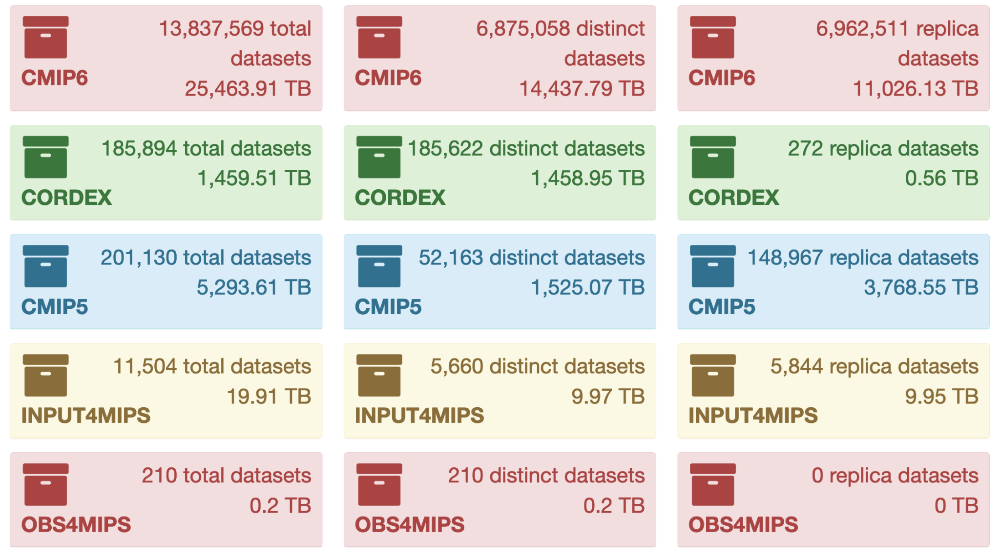 13,837,569 total
datasets
CMIP6
25,463.91 TB
6,875,058 distinct
datasets
CMIP6
14,437.79 TB
6,962,511 replica
datasets
CMIP6
11,026.13 TB
185,894 total datasets
1,459.51 TB
CORDEX
185,622 distinct datasets
1,458.95 TB
CORDEX
272 replica datasets
0.56 TB
CORDEX
201,130 total datasets
5,293.61 TB
CMIP5
52,163 distinct datasets
1,525.07 TB
CMIP5
148,967 replica datasets
3,768.55 TB
CMIP5
11,504 total datasets
19.91 TB
INPUT4MIPS
5,660 distinct datasets
9.97 TB
INPUT4MIPS
5,844 replica datasets
9.95 TB
INPUT4MIPS
210 total datasets
0.2 TB
OBS4MIPS
210 distinct datasets
0.2 TB
OBS4MIPS
0 replica datasets
0 TB
OBS4MIPS